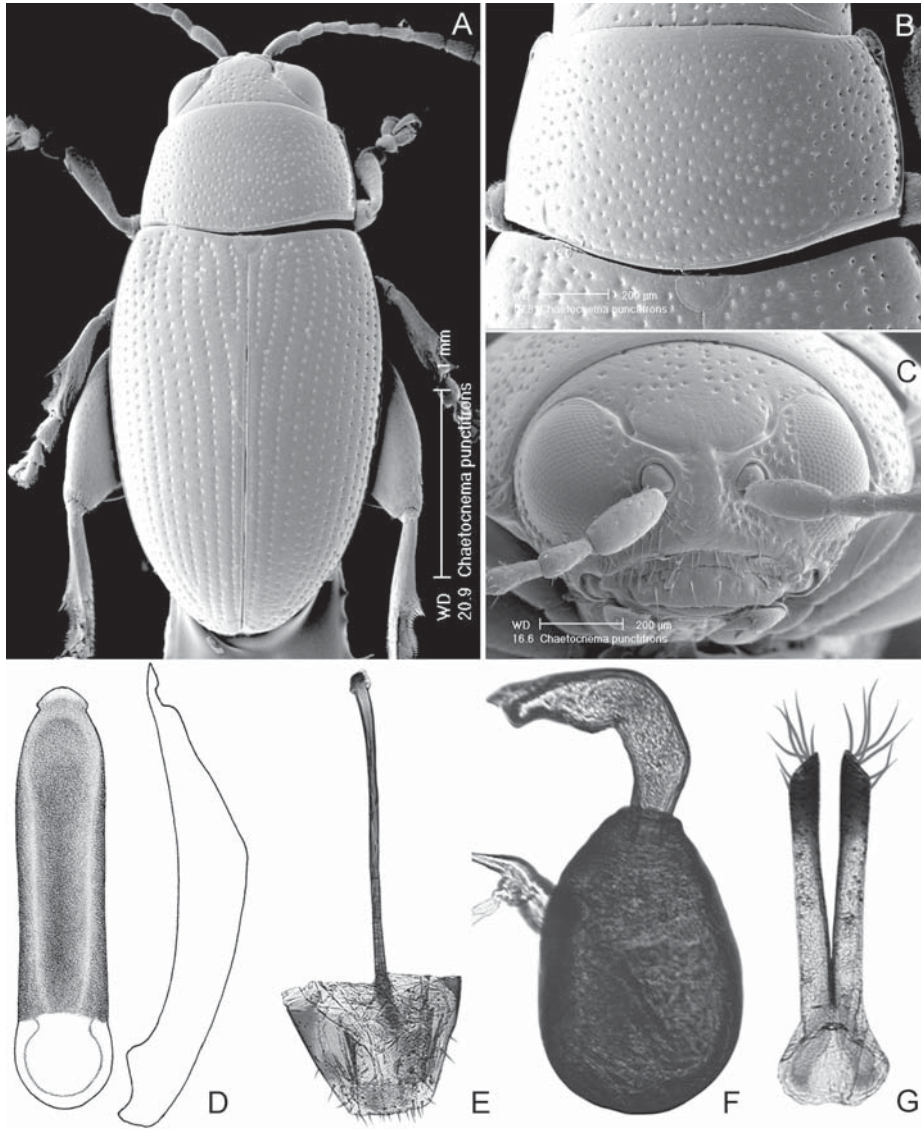 A
WD
1 mm
20.9 Chaetocnema punctifrons
B
200 µm
Chaetocnema punctifrons
C
WD
200 µm
16.6 Chaetocnema punctifrons
D
E
F
G